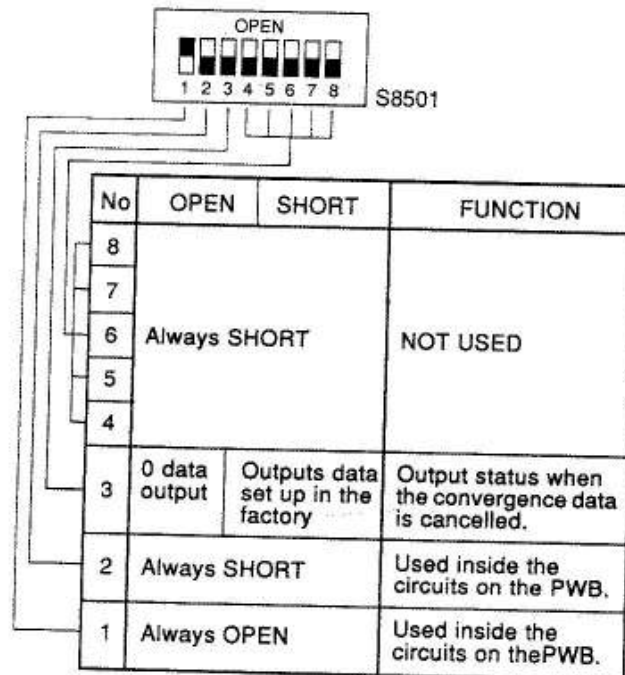 OPEN
1 2 3 4 5 6 7 8
S8501
No OPEN SHORT FUNCTION
8
7
6 Always SHORT NOT USED
5
4
3
0 data
output
Outputs data
set up in the
factory
Output status when
the convergence data
is cancelled.
2 Always SHORT
Used inside the
circuits on the PWB.
1 Always OPEN
Used inside the
circuits on thePWB.